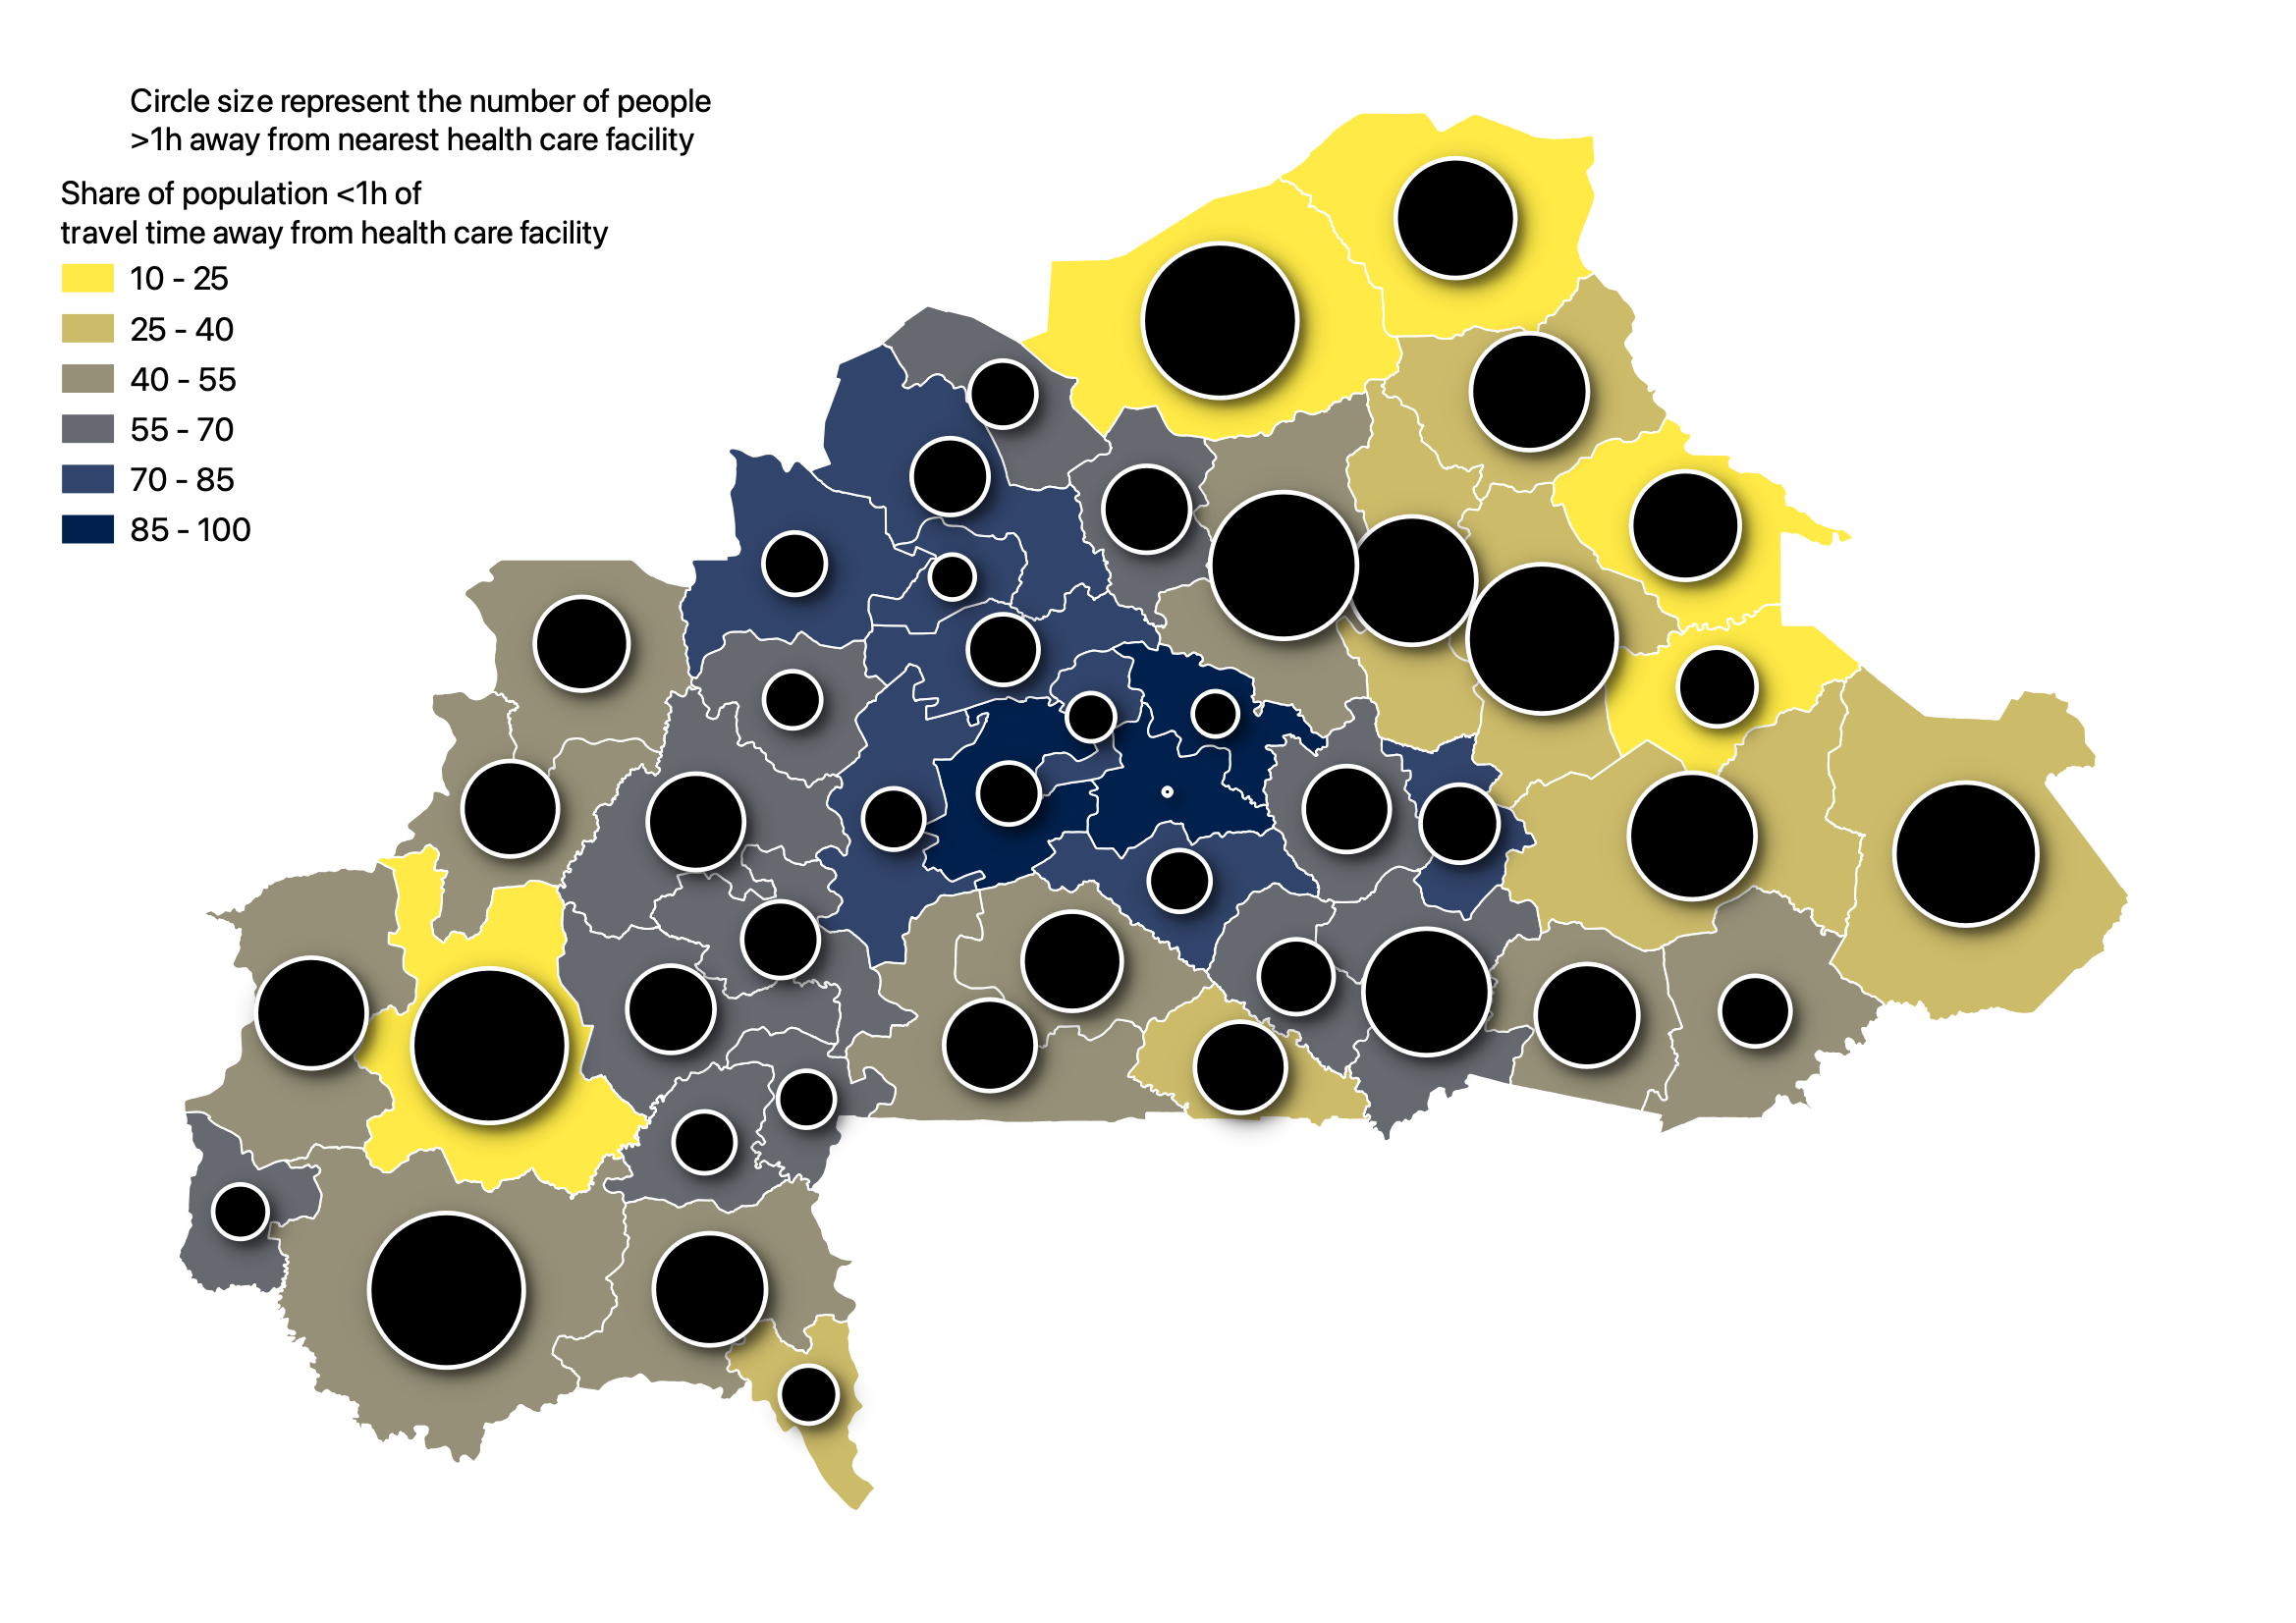 Circle size represent the number of people
>1h away from nearest health care facility
Share of population <1h of
travel time away from health care facility
10 - 25
25 - 40
40 - 55
55 - 70
70 - 85
85 - 100